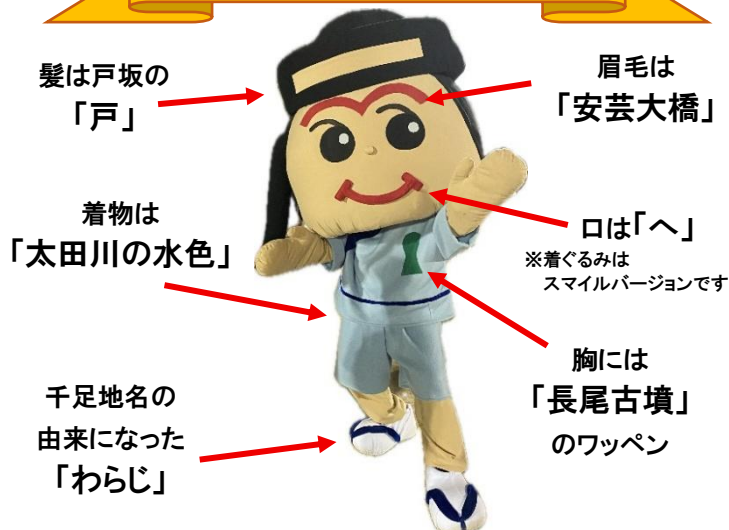 髪は戸坂の
「戸」
眉毛は
「安芸大橋」
着物は
「太田川の水色」
口は「へ」
※着ぐるみは
スマイルバージョンです
胸には
「長尾古墳」
のワッペン
千足地名の
由来になった
「わらじ」